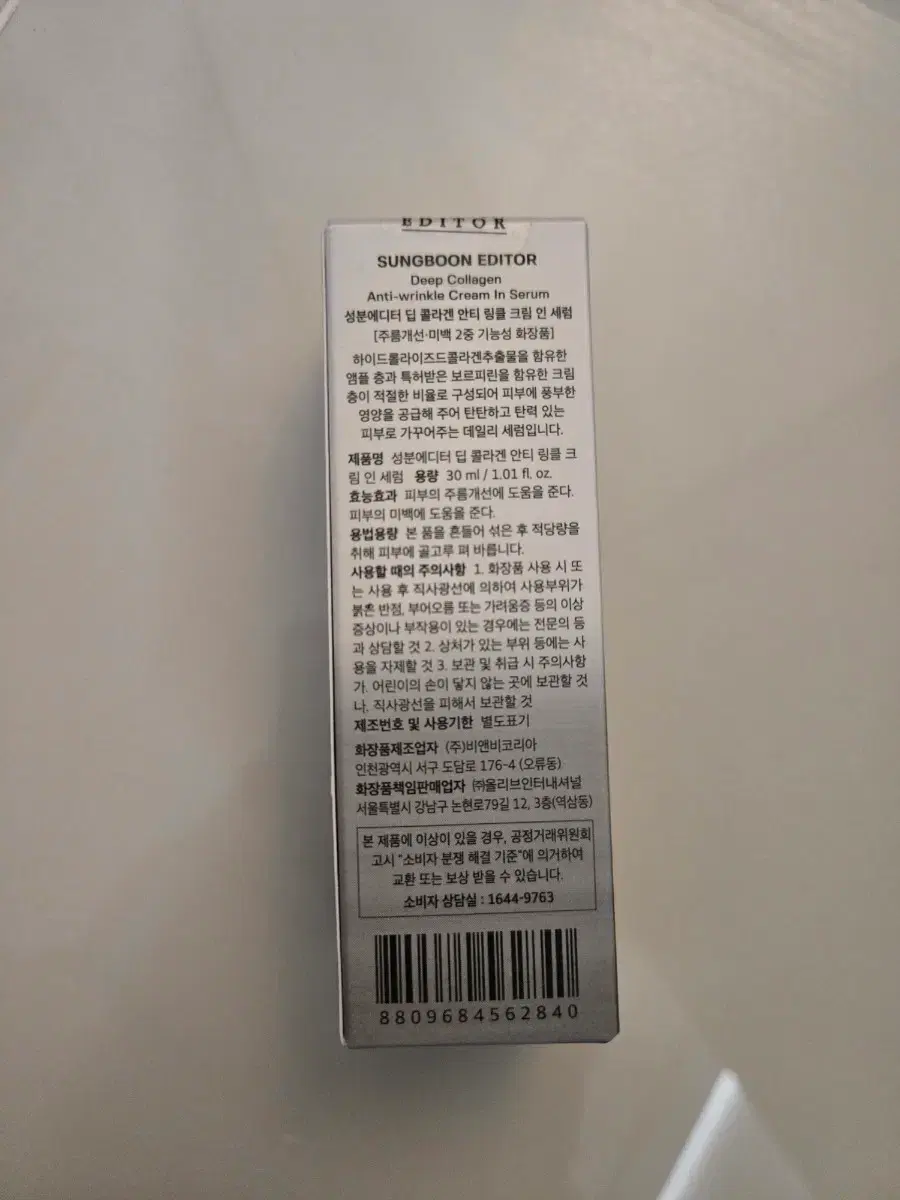 EDITOR
SUNGBOON EDITOR
Deep Collagen
Anti-wrinkle Cream In Serum
성분에디터 딥 콜라겐 안티 링클 크림 인 세럼
[주름개선·미백 2중 기능성 화장품]
하이드롤라이즈드콜라겐추출물을 함유한
앰플 층과 특허받은 보르피린을 함유한 크림
층이 적절한 비율로 구성되어 피부에 풍부한
영양을 공급해 주어 탄탄하고 탄력 있는
피부로 가꾸어주는 데일리 세럼입니다.
제품명 성분에디터 딥 콜라겐 안티 링클 크
림 인 세럼 용량 30 ml / 1.01 fl. oz.
효능효과 피부의 주름개선에 도움을 준다.
피부의 미백에 도움을 준다.
용법용량 본 품을 흔들어 섞은 후 적당량을
취해 피부에 골고루 펴 바릅니다.
사용할 때의 주의사항 1. 화장품 사용 시 또
는 사용 후 직사광선에 의하여 사용부위가
붉은 반점, 부어오름 또는 가려움증 등의 이상
증상이나 부작용이 있는 경우에는 전문의 등
과 상담할 것 2. 상처가 있는 부위 등에는 사
용을 자제할 것 3. 보관 및 취급 시 주의사항
가. 어린이의 손이 닿지 않는 곳에 보관할 것
나. 직사광선을 피해서 보관할 것
제조번호 및 사용기한 별도표기
화장품제조업자 (주)비앤비코리아
인천광역시 서구 도담로 176-4 (오류동)
화장품책임판매업자 ㈜올리브인터내셔널
서울특별시 강남구 논현로79길 12, 3층(역삼동)
본 제품에 이상이 있을 경우, 공정거래위원회
고시 "소비자 분쟁 해결 기준"에 의거하여
교환 또는 보상 받을 수 있습니다.
소비자 상담실 : 1644-9763
8809684562840